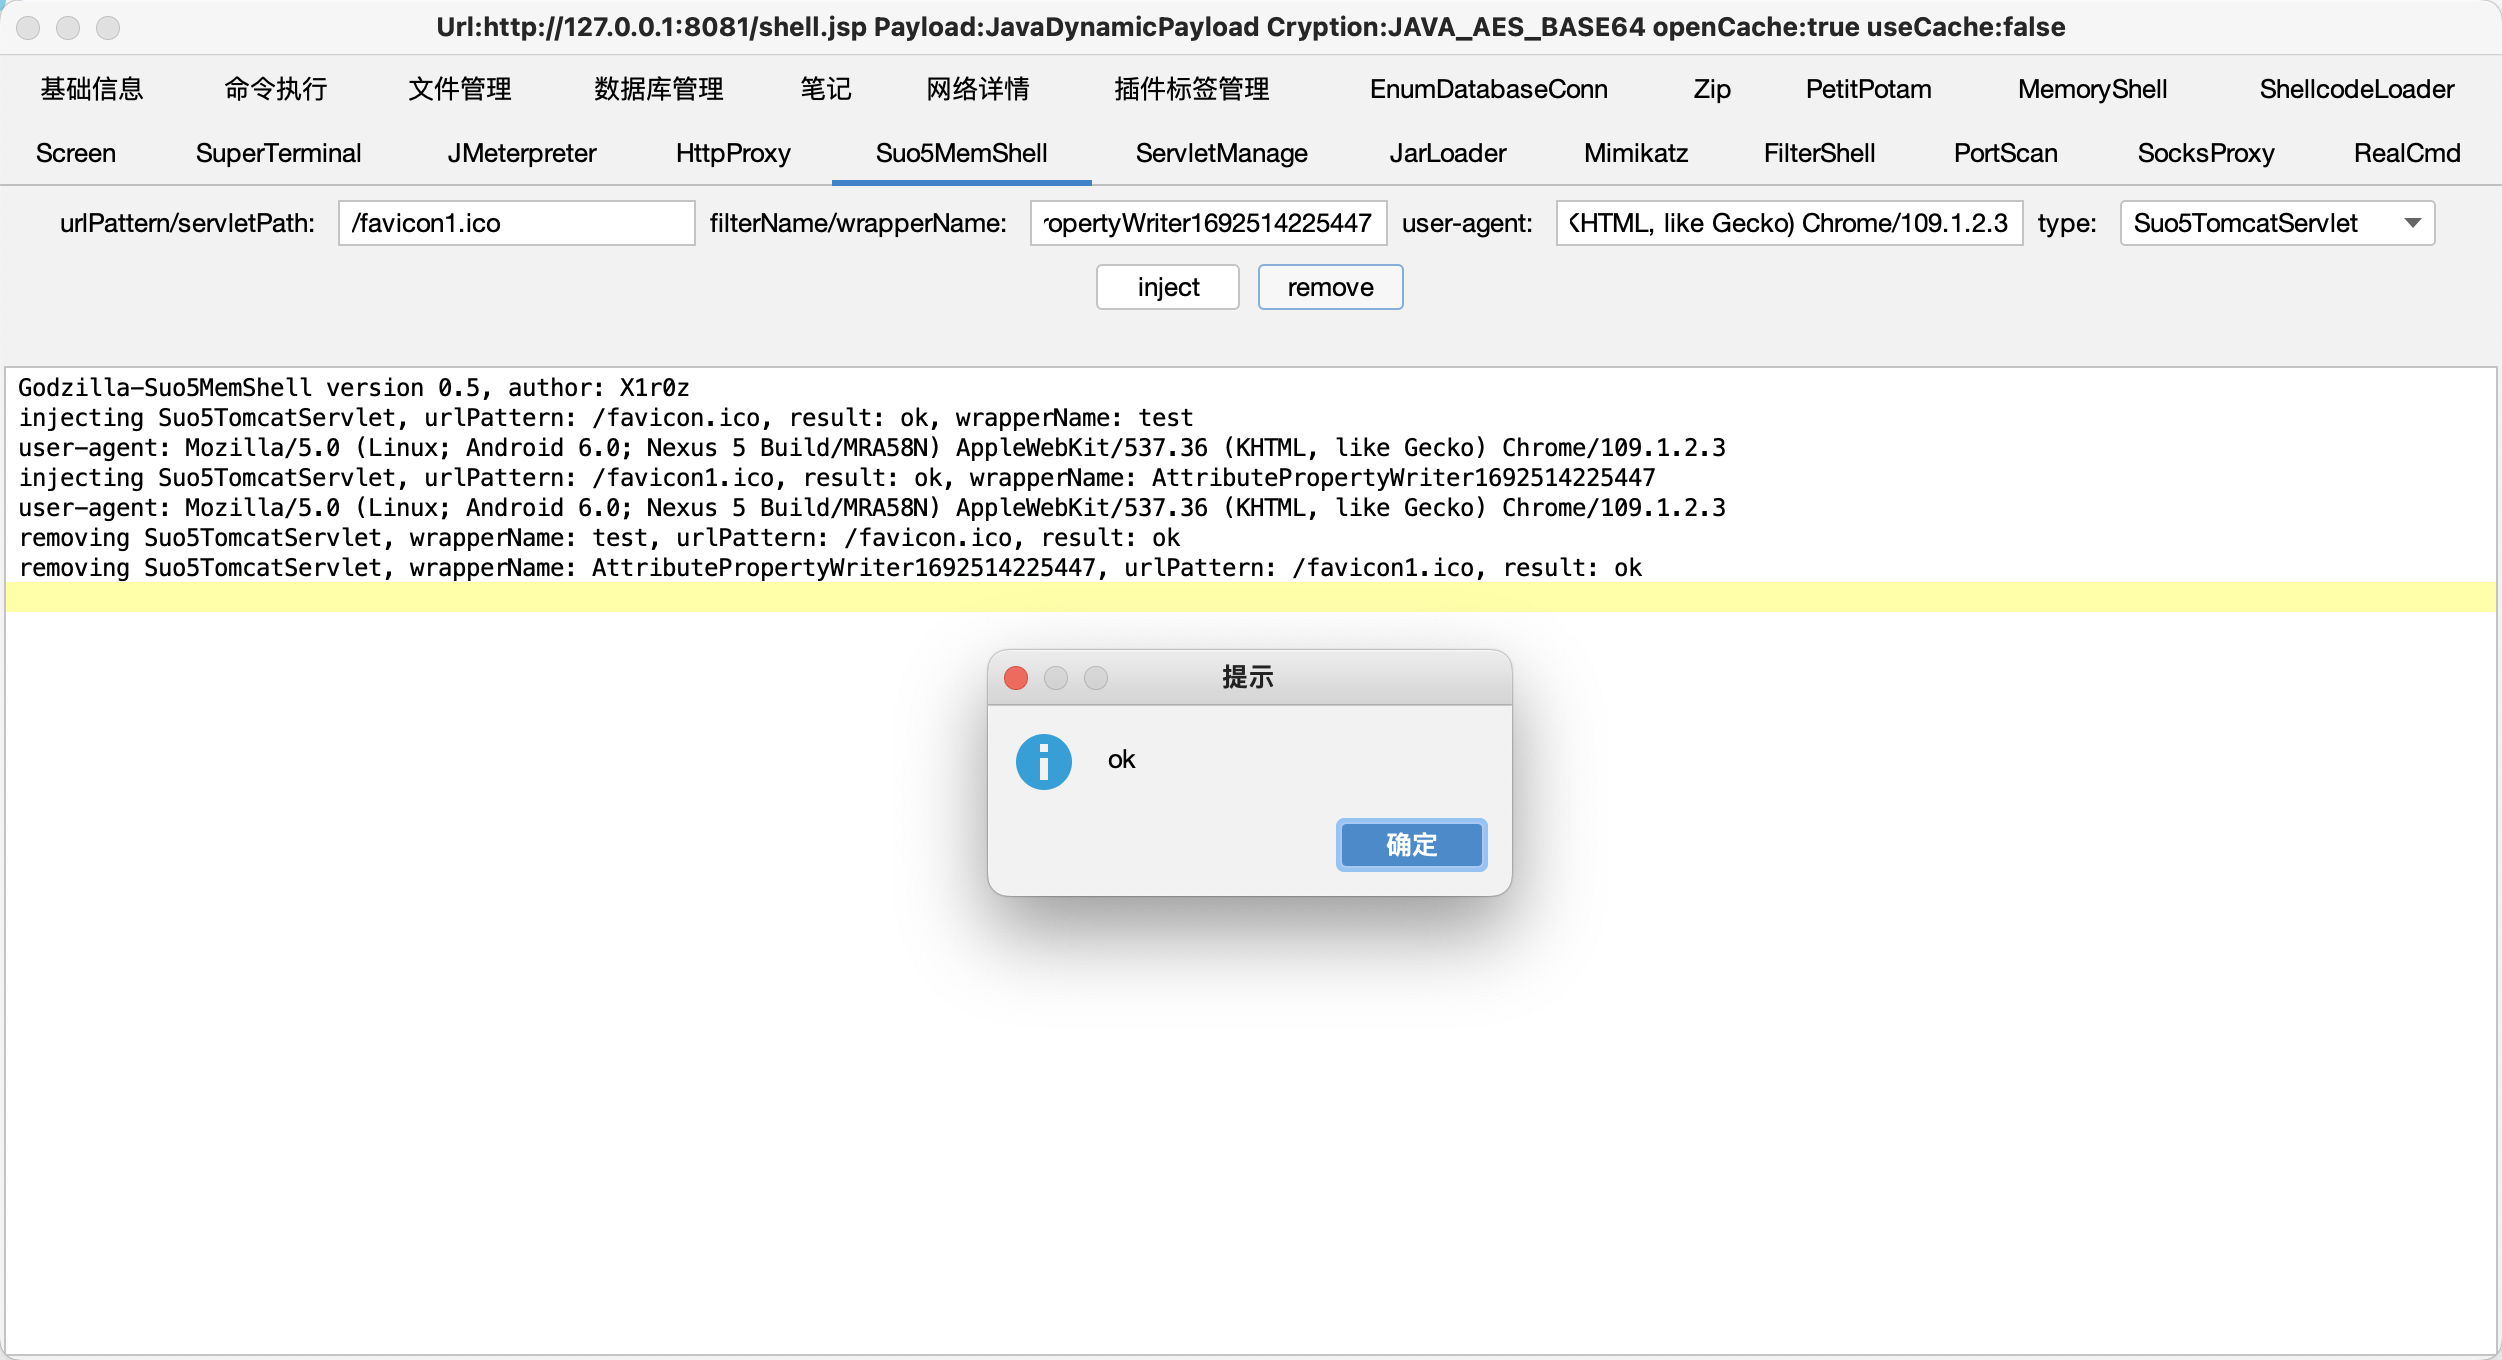 Url:http://127.0.0.1:8081/shell.jsp Payload:JavaDynamicPayload Cryption:JAVA_AES_BASE64 openCache:true useCache:false
基础信息 命令执行 文件管理 数据库管理 笔记 网络详情 插件标签管理 EnumDatabaseConn Zip PetitPotam MemoryShell ShellcodeLoader
Screen SuperTerminal JMeterpreter HttpProxy Suo5MemShell ServletManage JarLoader Mimikatz FilterShell PortScan SocksProxy RealCmd
urlPattern/servletPath: /favicon1.ico filterName/wrapperName: ropertyWriter1692514225447 user-agent: KHTML, like Gecko) Chrome/109.1.2.3 type: Suo5TomcatServlet
inject remove
Godzilla-Suo5MemShell version 0.5, author: X1r0z
injecting Suo5TomcatServlet, urlPattern: /favicon.ico, result: ok, wrapperName: test
user-agent: Mozilla/5.0 (Linux; Android 6.0; Nexus 5 Build/MRA58N) AppleWebKit/537.36 (KHTML, like Gecko) Chrome/109.1.2.3
injecting Suo5TomcatServlet, urlPattern: /favicon1.ico, result: ok, wrapperName: AttributePropertyWriter1692514225447
user-agent: Mozilla/5.0 (Linux; Android 6.0; Nexus 5 Build/MRA58N) AppleWebKit/537.36 (KHTML, like Gecko) Chrome/109.1.2.3
removing Suo5TomcatServlet, wrapperName: test, urlPattern: /favicon.ico, result: ok
removing Suo5TomcatServlet, wrapperName: AttributePropertyWriter1692514225447, urlPattern: /favicon1.ico, result: ok
提示
ok
确定